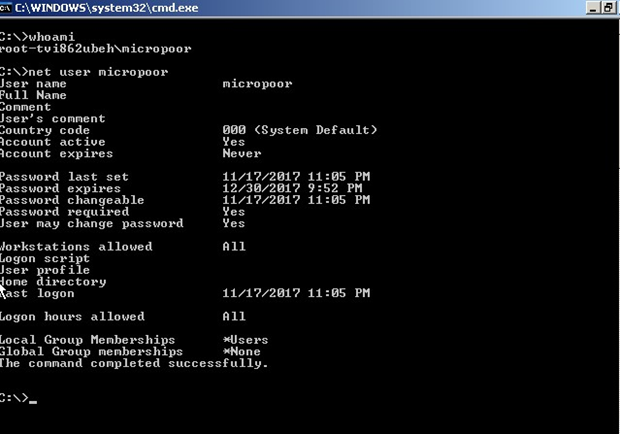 C:\WINDOWS\system32\cmd.exe
C:\>whoami
root-tvi862ubeh\micropoor
C:\>net user micropoor
User name micropoor
Full Name
Comment
User's comment
Country code 000 (System Default)
Account active Yes
Account expires Never
Password last set 11/17/2017 11:05 PM
Password expires 12/30/2017 9:52 PM
Password changeable 11/17/2017 11:05 PM
Password required Yes
User may change password Yes
Workstations allowed All
Logon script
User profile
Home directory
Last logon 11/17/2017 11:05 PM
Logon hours allowed All
Local Group Memberships *Users
Global Group memberships *None
The command completed successfully.
C:\>_